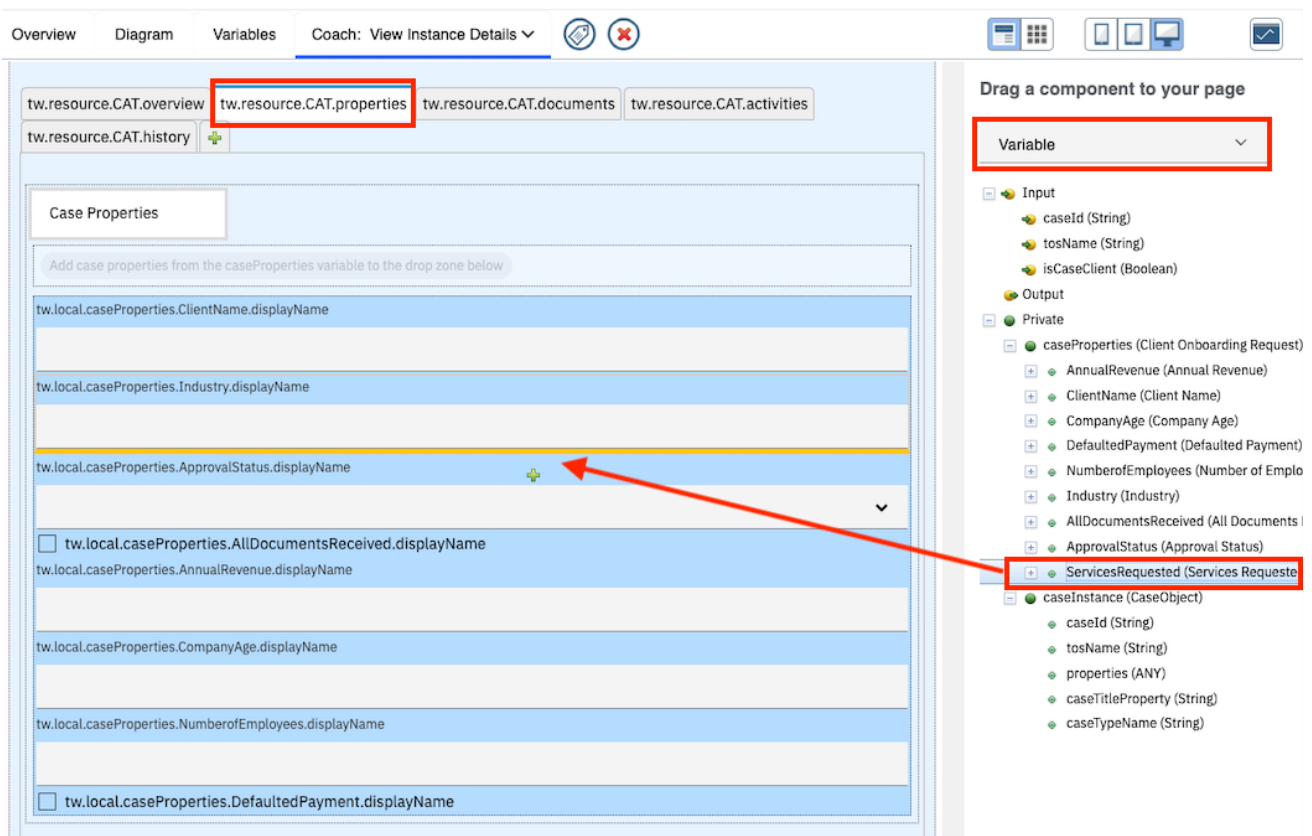 Overview Diagram Variables Coach: View Instance Details
tw.resource.CAT.overview tw.resource.CAT.properties tw.resource.CAT.documents tw.resource.CAT.activities
tw.resource.CAT.history
Case Properties
Add case properties from the caseProperties variable to the drop zone below
tw.local.caseProperties.ClientName.displayName
tw.local.caseProperties.Industry.displayName
tw.local.caseProperties.ApprovalStatus.displayName
tw.local.caseProperties.AllDocumentsReceived.displayName
tw.local.caseProperties.AnnualRevenue.displayName
tw.local.caseProperties.CompanyAge.displayName
tw.local.caseProperties.NumberofEmployees.displayName
tw.local.caseProperties.DefaultedPayment.displayName
Drag a component to your page
Variable
Input
caseId (String)
tosName (String)
isCaseClient (Boolean)
Output
Private
caseProperties (Client Onboarding Request)
AnnualRevenue (Annual Revenue)
ClientName (Client Name)
CompanyAge (Company Age)
DefaultedPayment (Defaulted Payment)
NumberofEmployees (Number of Emplo
Industry (Industry)
AllDocumentsReceived (All Documents
ApprovalStatus (Approval Status)
ServicesRequested (Services Requeste
caseInstance (CaseObject)
caseId (String)
tosName (String)
properties (ANY)
caseTitleProperty (String)
caseTypeName (String)